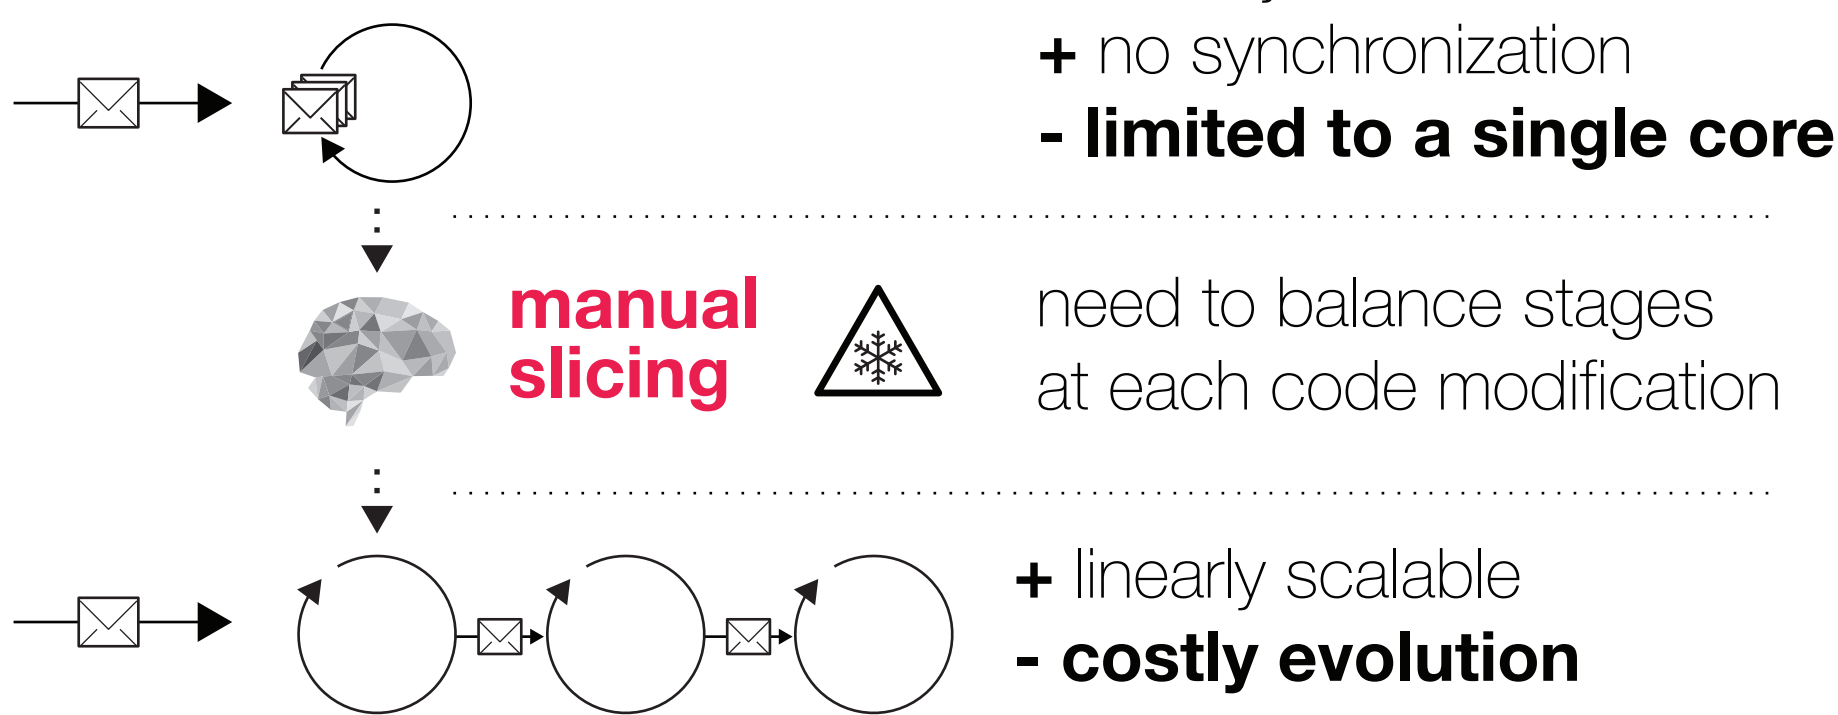 + no synchronization
- limited to a single core
manual
slicing
need to balance stages
at each code modification
+ linearly scalable
- costly evolution